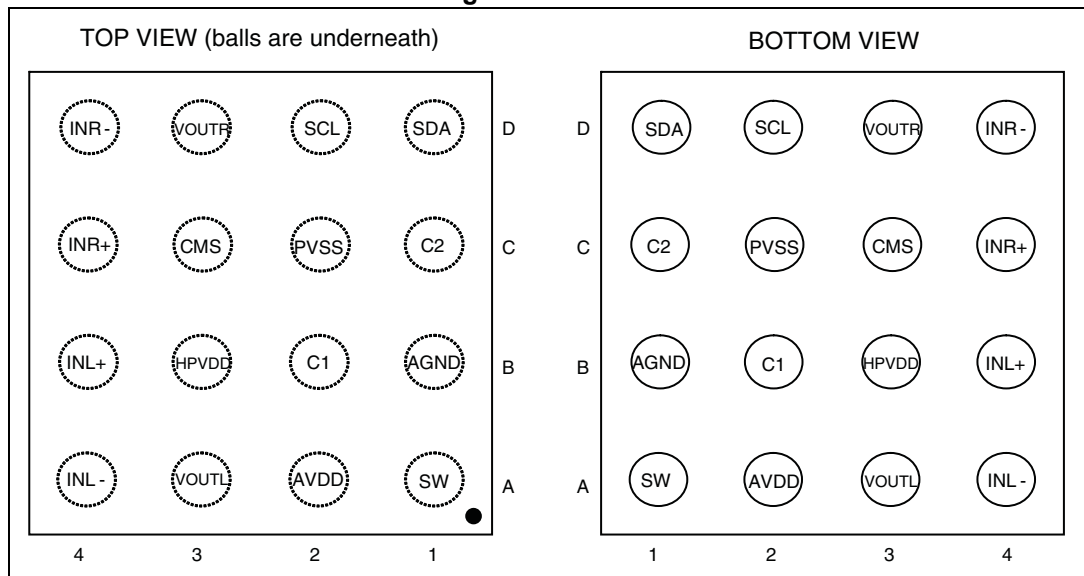 TOP VIEW (balls are underneath)
INR - VOUTR SCL SDA D
INR+ CMS PVSS C2 C
INL+ HPVDD C1 AGND B
INL - VOUTL AVDD SW A
4 3 2 1
BOTTOM VIEW
D SDA SCL VOUTR INR -
C C2 PVSS CMS INR+
B AGND C1 HPVDD INL+
A SW AVDD VOUTL INL -
1 2 3 4